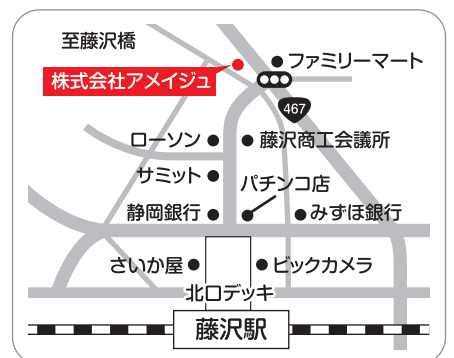 至藤沢橋
ファミリーマート
株式会社アメイジュ
467
ローソン
藤沢商工会議所
サミット
パチンコ店
静岡銀行
みずほ銀行
さいか屋
ビックカメラ
北口デッキ
藤沢駅